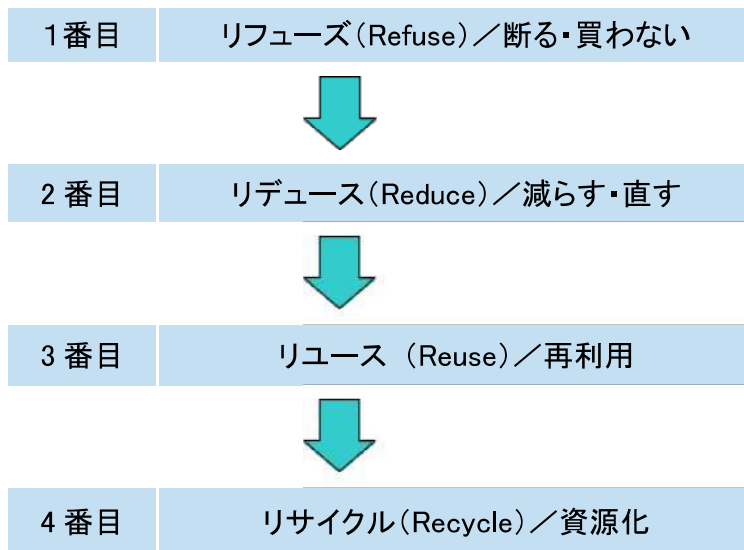 1番目 リフューズ(Refuse)/断る・買わない
2番目 リデュース(Reduce)/減らす・直す
3番目 リユース (Reuse)/再利用
4番目 リサイクル(Recycle)/資源化